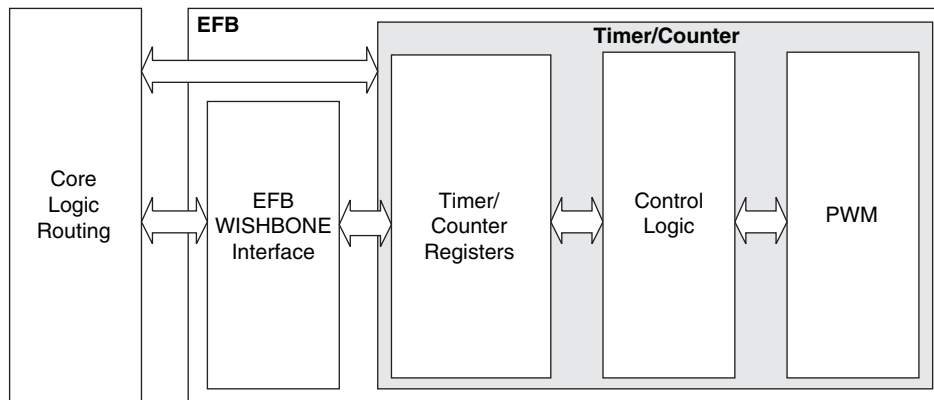 EFB
Timer/Counter
Core
Logic
Routing
EFB
WISHBONE
Interface
Timer/
Counter
Registers
Control
Logic
PWM